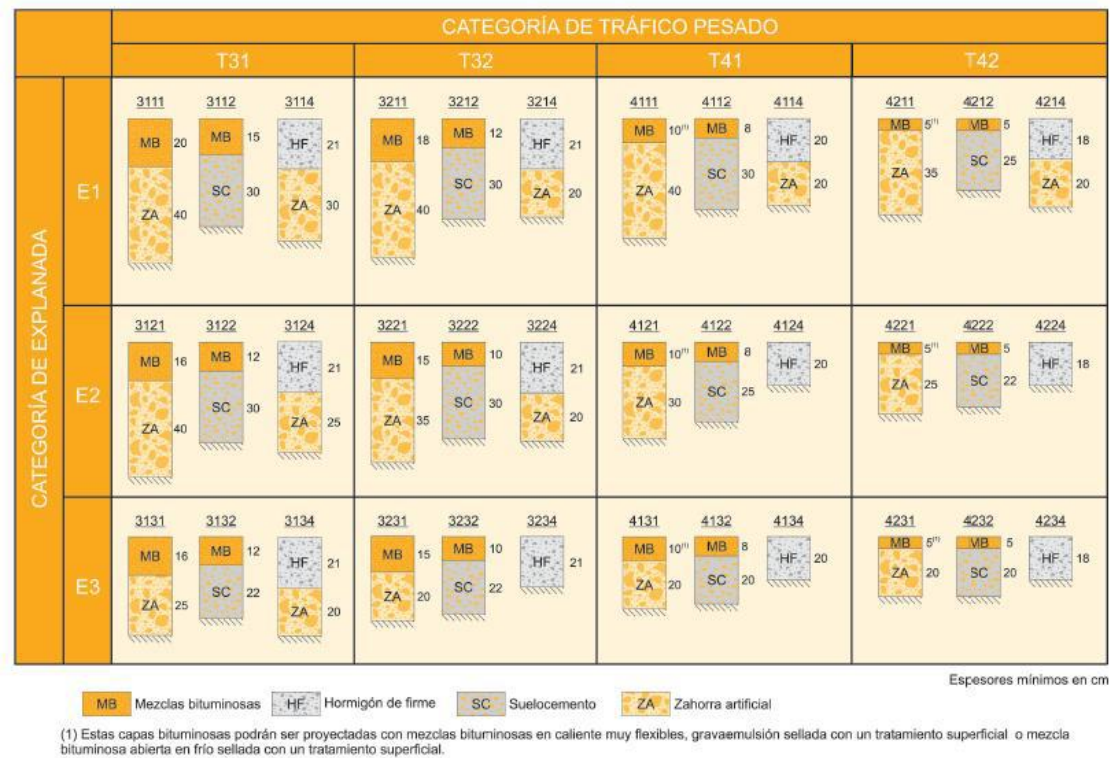 CATEGORÍA DE TRÁFICO PESADO
T31 T32 T41 T42
CATEGORÍA DE EXPLANADA
E1
3111 3112 3114 3211 3212 3214 4111 4112 4114 4211 4212 4214
MB 20 MB 15 HF 21 MB 18 MB 12 HF 21 MB 10(1) MB 8 HF 20 MB 5(1) MB 5 HF 18
ZA 40 SC 30 ZA 30 ZA 40 SC 30 ZA 20 ZA 40 SC 30 ZA 20 ZA 35 SC 25 ZA 20
E2
3121 3122 3124 3221 3222 3224 4121 4122 4124 4221 4222 4224
MB 16 MB 12 HF 21 MB 15 MB 10 HF 21 MB 10(1) MB 8 HF 20 MB 5(1) MB 5 HF 18
ZA 40 SC 30 ZA 25 ZA 35 SC 30 ZA 20 ZA 30 SC 25 ZA 25 SC 22
E3
3131 3132 3134 3231 3232 3234 4131 4132 4134 4231 4232 4234
MB 16 MB 12 HF 21 MB 15 MB 10 HF 21 MB 10(1) MB 8 HF 20 MB 5(1) MB 5 HF 18
ZA 25 SC 22 ZA 20 ZA 20 SC 22 ZA 20 SC 20 ZA 20 SC 20
Espesores mínimos en cm
MB Mezclas bituminosas HF Hormigón de firme SC Suelocemento ZA Zahorra artificial
(1) Estas capas bituminosas podrán ser proyectadas con mezclas bituminosas en caliente muy flexibles, gravaemulsión sellada con un tratamiento superficial o mezcla
bituminosa abierta en frío sellada con un tratamiento superficial.